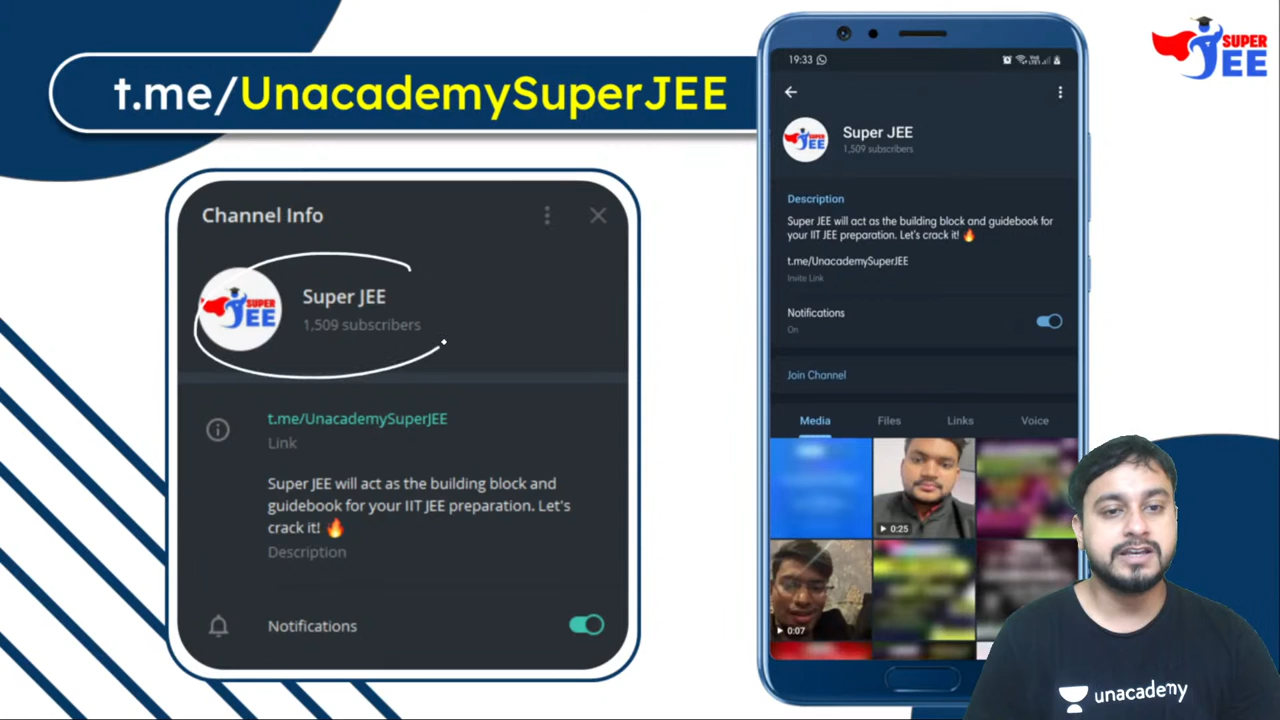 t.me/UnacademySuperJEE
SUPER
JEE
Channel Info
SUPER
JEE
Super JEE
1,509 subscribers
t.me/UnacademySuperJEE
Link
Super JEE will act as the building block and
guidebook for your IIT JEE preparation. Let's
crack it! 🔥
Description
Notifications
19:33
SUPER
JEE
Super JEE
1,509 subscribers
Description
Super JEE will act as the building block and guidebook for
your IIT JEE preparation. Let's crack it! 🔥
t.me/UnacademySuperJEE
Invite Link
Notifications
On
Join Channel
Media Files Links Voice
0:25
0:07
unacademy